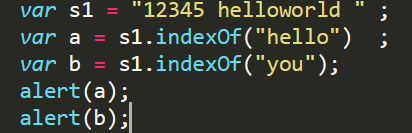 var s1 = "12345 helloworld " ;
var a = s1.indexOf("hello")  ;
var b = s1.indexOf("you");
alert(a);
alert(b);